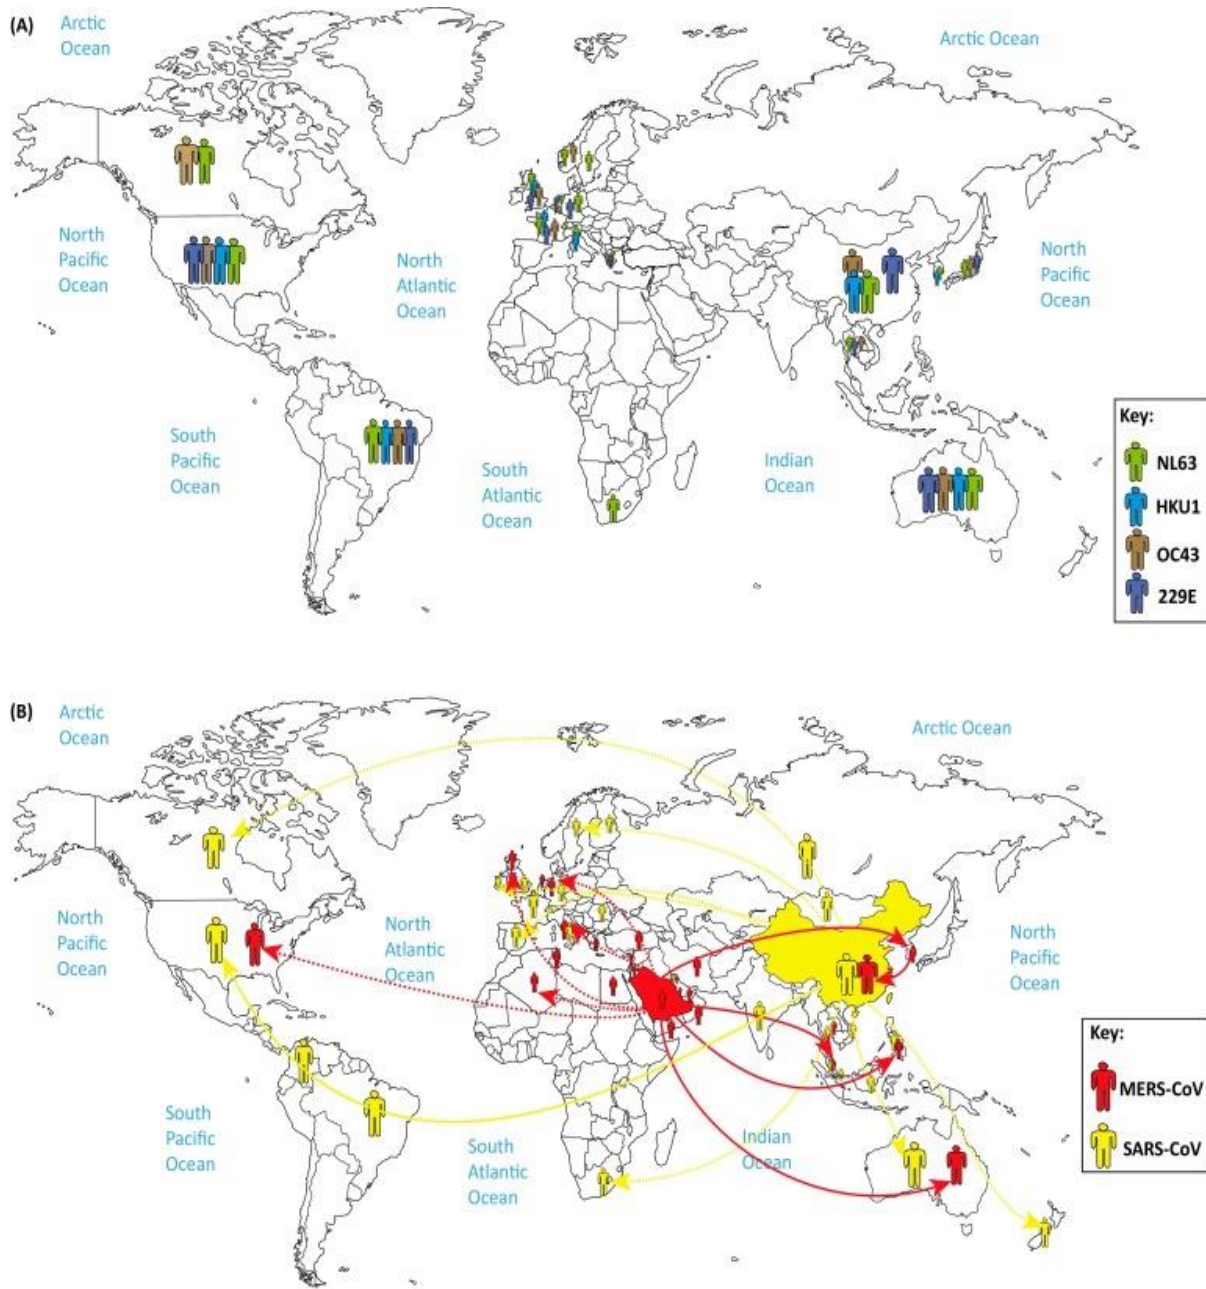 (A)
Arctic
Ocean
Arctic Ocean
North
Pacific
Ocean
North
Atlantic
Ocean
North
Pacific
Ocean
South
Pacific
Ocean
South
Atlantic
Ocean
Indian
Ocean
Key:
NL63
HKU1
OC43
229E
(B)
Arctic
Ocean
Arctic Ocean
North
Pacific
Ocean
North
Atlantic
Ocean
North
Pacific
Ocean
South
Pacific
Ocean
South
Atlantic
Ocean
Indian
Ocean
Key:
MERS-CoV
SARS-CoV